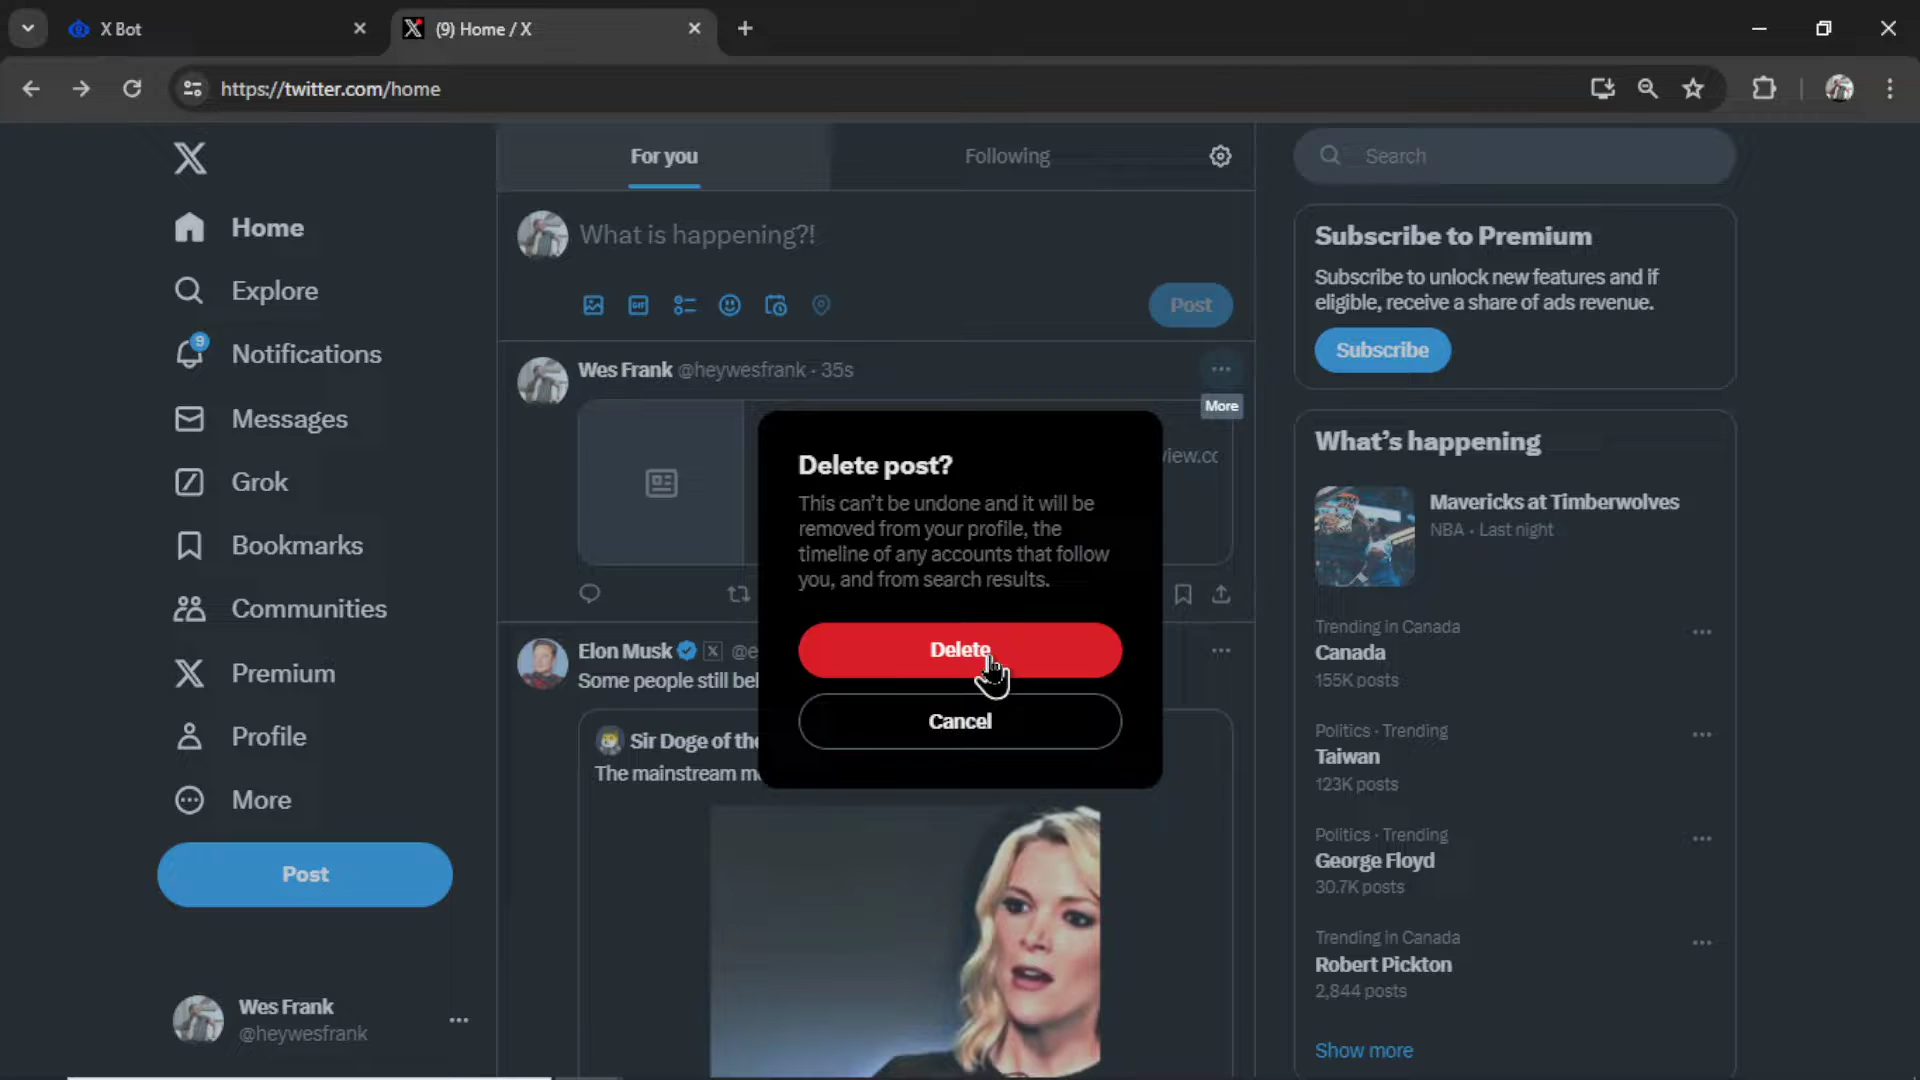 X Bot
(9) Home / X
https://twitter.com/home
For you
Following
Search
Home
Explore
9
Notifications
Messages
Grok
Bookmarks
Communities
Premium
Profile
More
Post
Wes Frank
@heywesfrank
What is happening?!
GIF
Post
Wes Frank @heywesfrank · 35s
More
Elon Musk @e
Some people still bel
Sir Doge of the
The mainstream m
Delete post?
This can't be undone and it will be
removed from your profile, the
timeline of any accounts that follow
you, and from search results.
Delete
Cancel
Subscribe to Premium
Subscribe to unlock new features and if
eligible, receive a share of ads revenue.
Subscribe
What's happening
Mavericks at Timberwolves
NBA · Last night
Trending in Canada
Canada
155K posts
Politics · Trending
Taiwan
123K posts
Politics · Trending
George Floyd
30.7K posts
Trending in Canada
Robert Pickton
2,844 posts
Show more